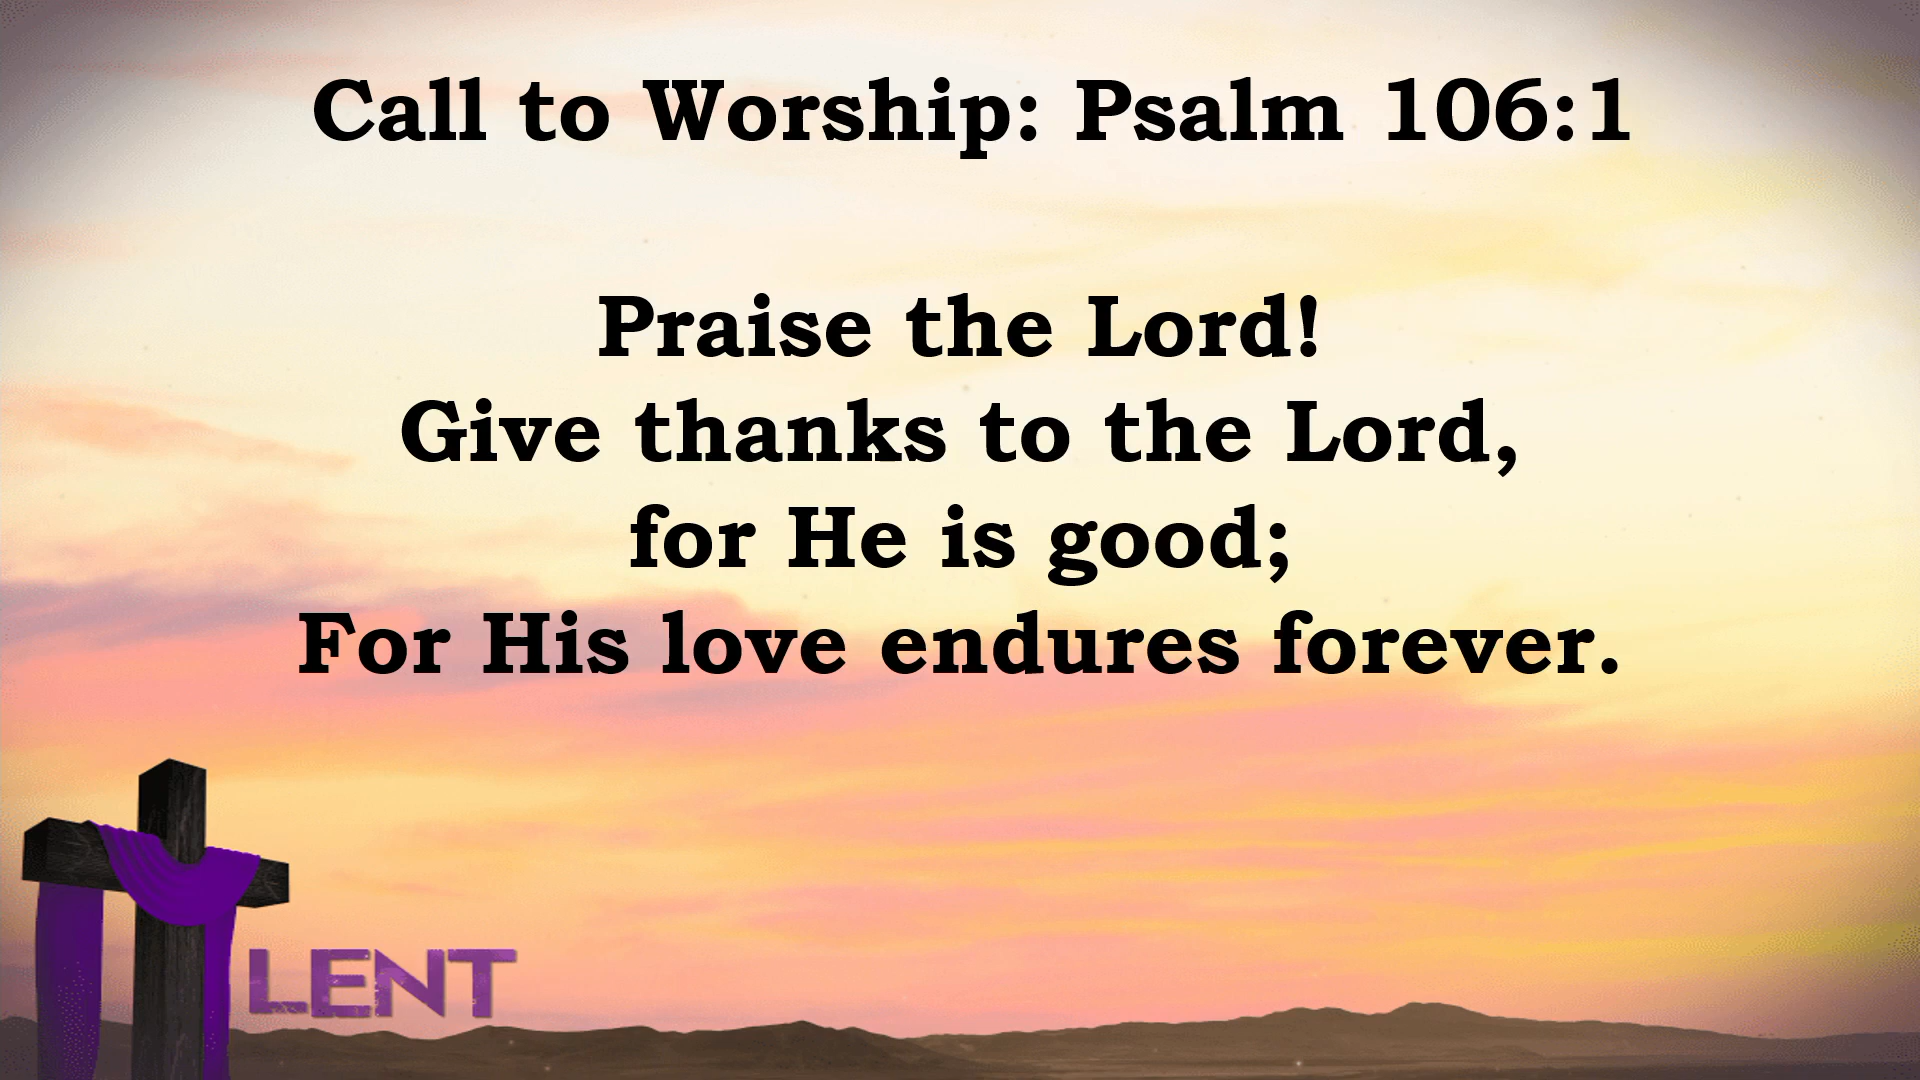 Call to Worship: Psalm 106:1
Praise the Lord!
Give thanks to the Lord,
for He is good;
For His love endures forever.
LENT